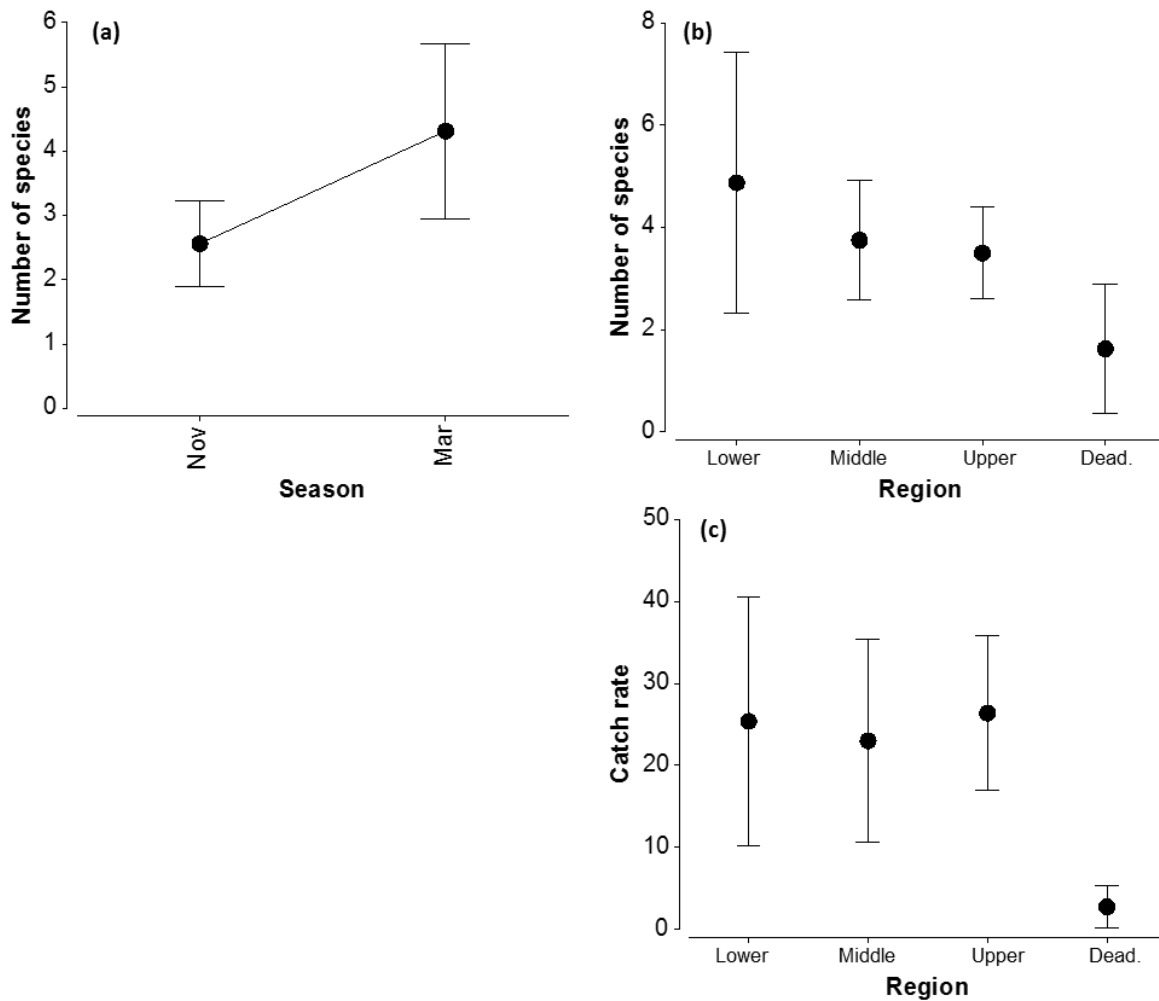 (a)
Number of species
6
5
4
3
2
1
0
Nov
Mar
Season
(b)
Number of species
8
6
4
2
0
Lower Middle Upper Dead.
Region
(c)
Catch rate
50
40
30
20
10
0
Lower Middle Upper Dead.
Region